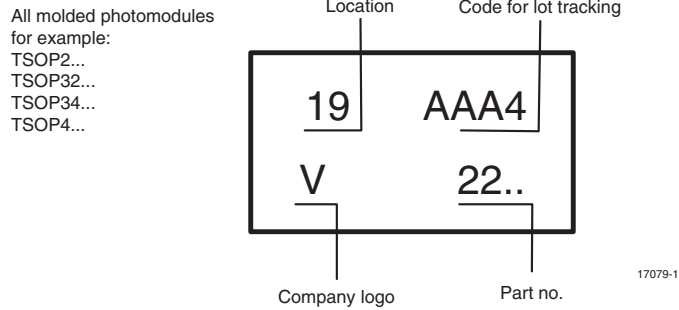 All molded photomodules
for example:
TSOP2...
TSOP32...
TSOP34...
TSOP4...
Location
Code for lot tracking
19
AAA4
V
22..
Company logo
Part no.
17079-1